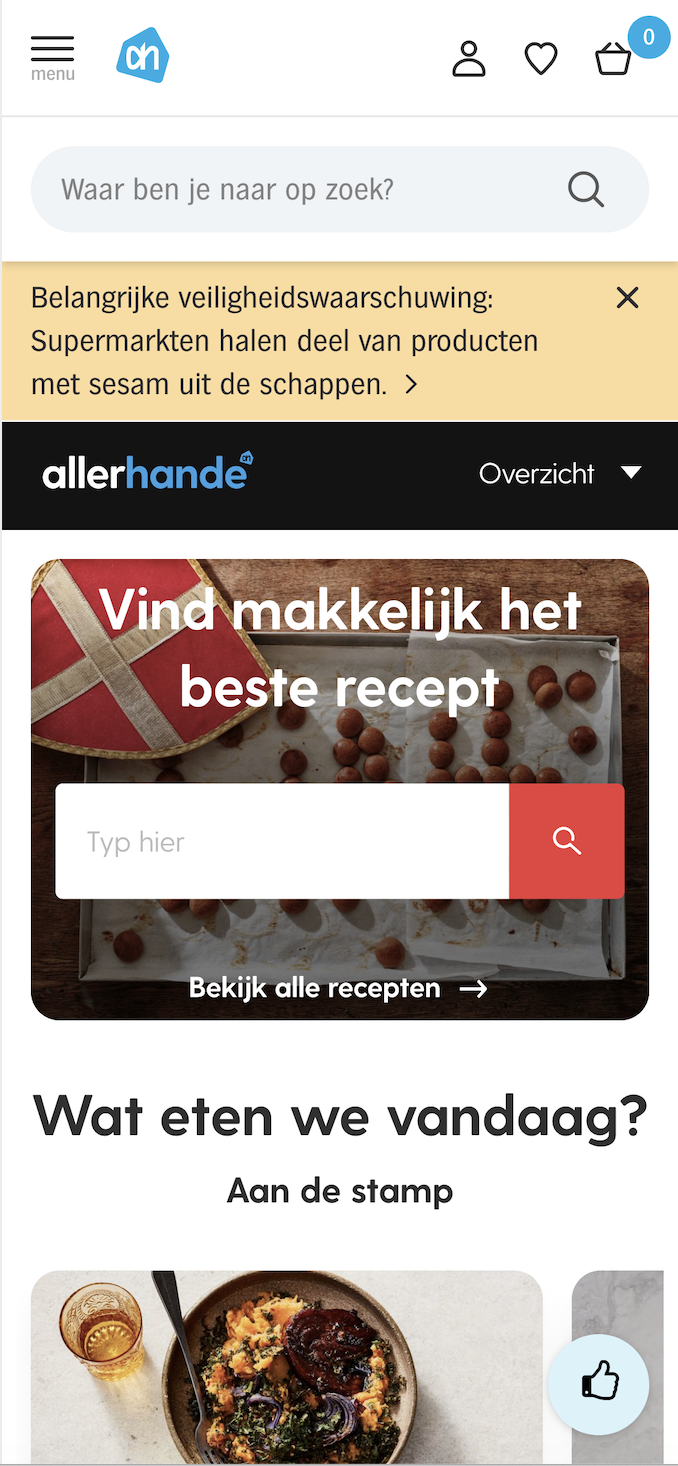 0
menu
Waar ben je naar op zoek?
Belangrijke veiligheidswaarschuwing:
Supermarkten halen deel van producten
met sesam uit de schappen.
allerhande
Overzicht
Vind makkelijk het
beste recept
Typ hier
Bekijk alle recepten
Wat eten we vandaag?
Aan de stamp